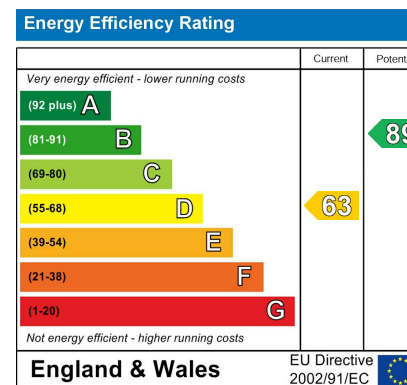 Energy Efficiency Rating
Current
Very energy efficient - lower running costs
(92 plus) A
(81-91) B
(69-80) C
(55-68) D
63
(39-54) E
(21-38) F
(1-20) G
Not energy efficient - higher running costs
England & Wales
EU Directive
2002/91/EC